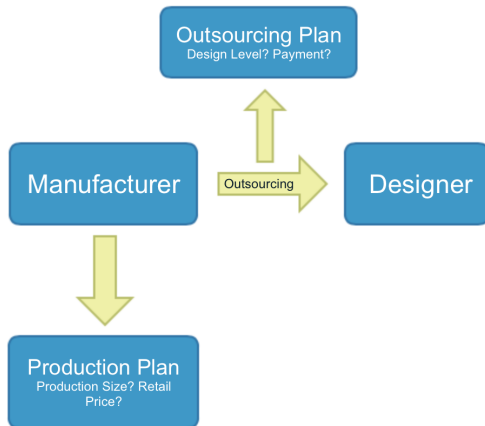 Outsourcing Plan
Design Level? Payment?
Manufacturer
Outsourcing
Designer
Production Plan
Production Size? Retail
Price?